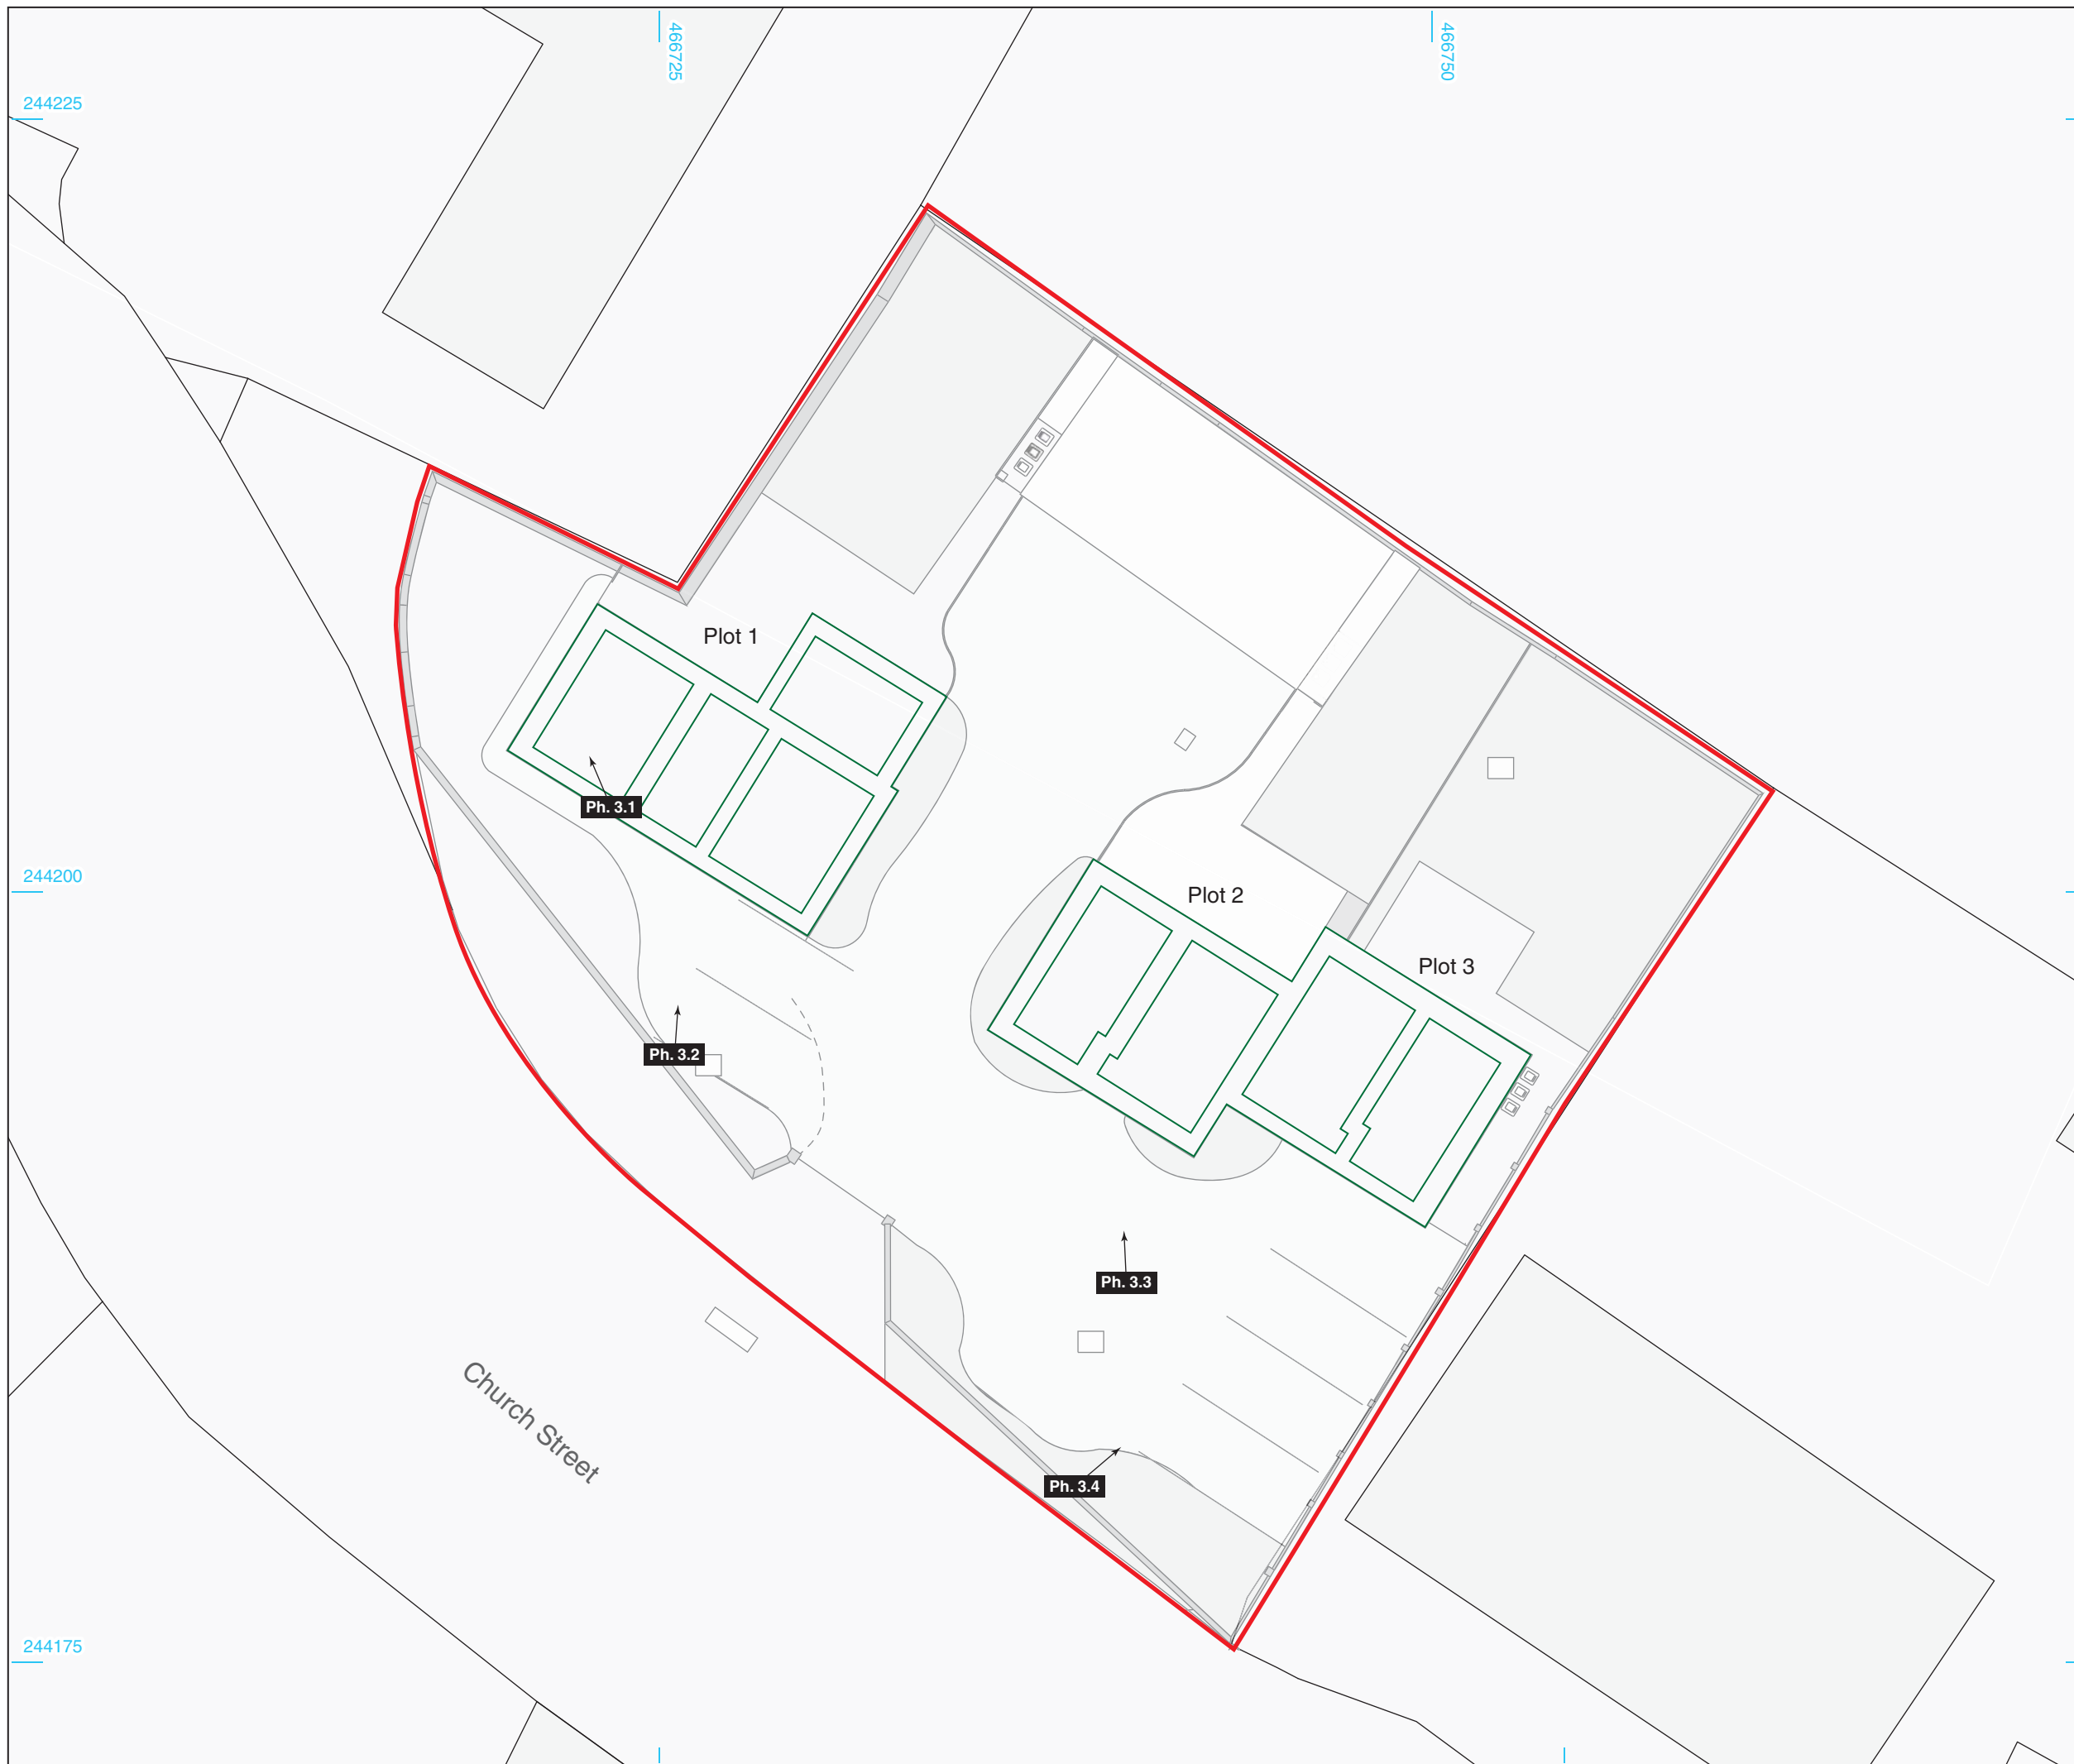 466725
466750
244225
Plot 1
Ph. 3.1
244200
Plot 2
Plot 3
Ph. 3.2
Ph. 3.3
Church Street
Ph. 3.4
244175